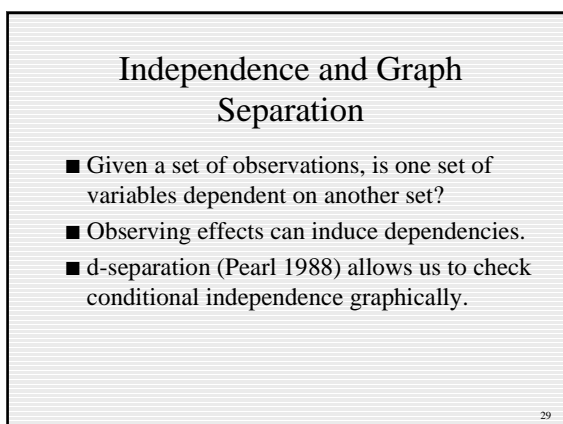 Independence and Graph
Separation
■ Given a set of observations, is one set of
variables dependent on another set?
■ Observing effects can induce dependencies.
■ d-separation (Pearl 1988) allows us to check
conditional independence graphically.
29